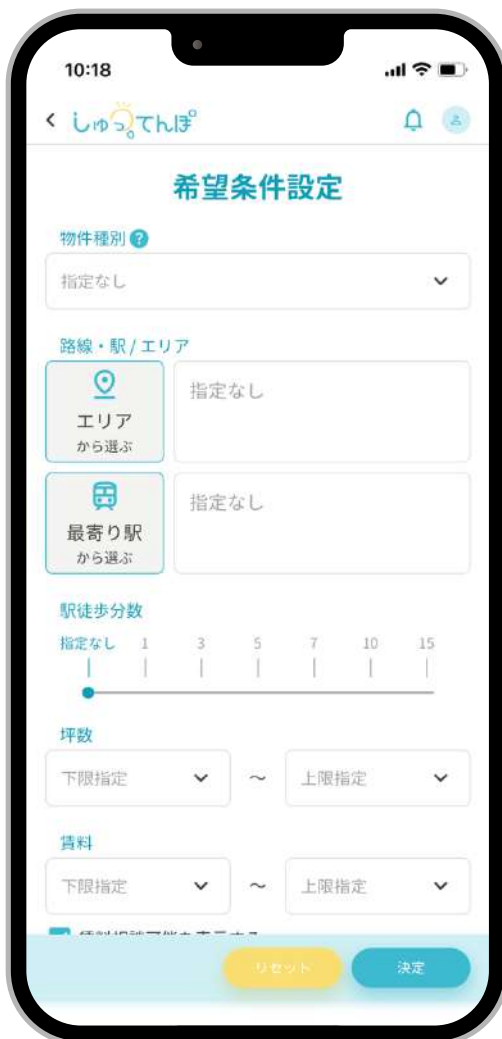 10:18
しゅつてんぽ
希望条件設定
物件種別 ?
指定なし
路線・駅 / エリア
エリア
から選ぶ
指定なし
最寄り駅
から選ぶ
指定なし
駅徒歩分数
指定なし 1 3 5 7 10 15
坪数
下限指定 ~ 上限指定
賃料
下限指定 ~ 上限指定
リセット 決定